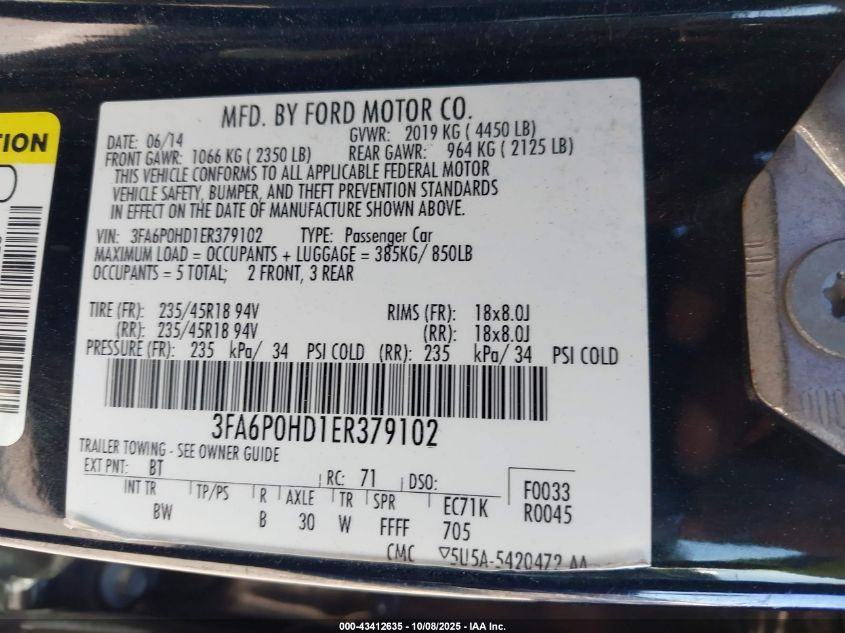 TION
MFD. BY FORD MOTOR CO.
DATE: 06/14 GVWR: 2019 KG ( 4450 LB)
FRONT GAWR: 1066 KG ( 2350 LB) REAR GAWR: 964 KG ( 2125 LB)
THIS VEHICLE CONFORMS TO ALL APPLICABLE FEDERAL MOTOR
VEHICLE SAFETY, BUMPER, AND THEFT PREVENTION STANDARDS
IN EFFECT ON THE DATE OF MANUFACTURE SHOWN ABOVE.
VIN: 3FA6P0HD1ER379102 TYPE: Passenger Car
MAXIMUM LOAD = OCCUPANTS + LUGGAGE = 385KG/ 850LB
OCCUPANTS = 5 TOTAL; 2 FRONT, 3 REAR
TIRE (FR): 235/45R18 94V RIMS (FR): 18x8.0J
(RR): 235/45R18 94V (RR): 18x8.0J
PRESSURE (FR): 235 kPa/ 34 PSI COLD (RR): 235 kPa/ 34 PSI COLD
3FA6P0HD1ER379102
TRAILER TOWING - SEE OWNER GUIDE
EXT PNT: BT RC: 71 DSO: F0033
INT TR TP/PS R AXLE TR SPR EC71K R0045
BW B 30 W FFFF 705
CMC 5U5A-5420472 AA
000-43412635 - 10/08/2025 - IAA Inc.